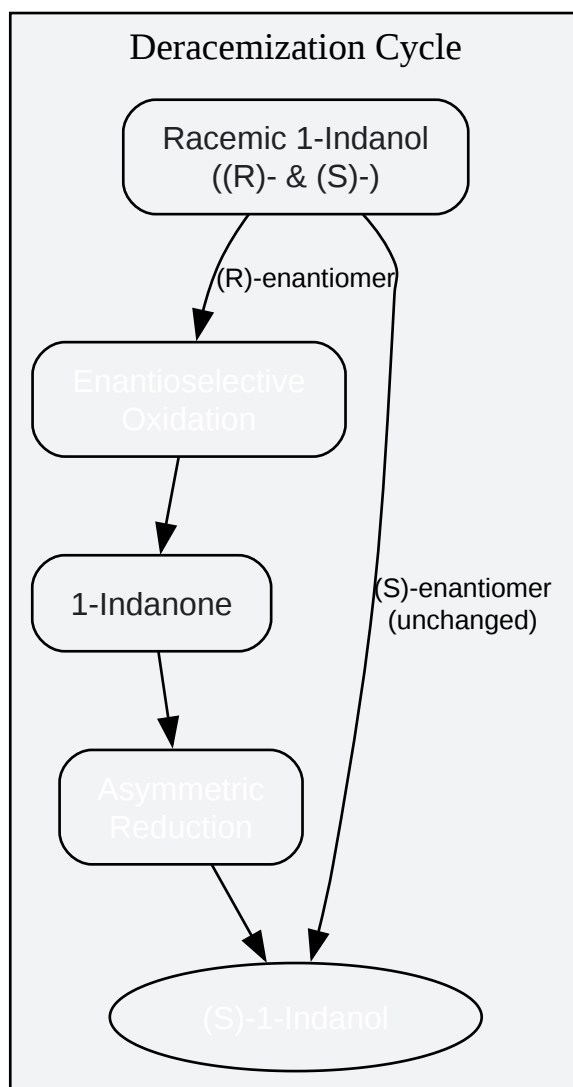 Deracemization Cycle
Racemic 1-Indanol
((R)- & (S)-)
(R)-enantiomer
Enantioselective
Oxidation
1-Indanone
(S)-enantiomer
(unchanged)
Asymmetric
Reduction
(S)-1-Indanol